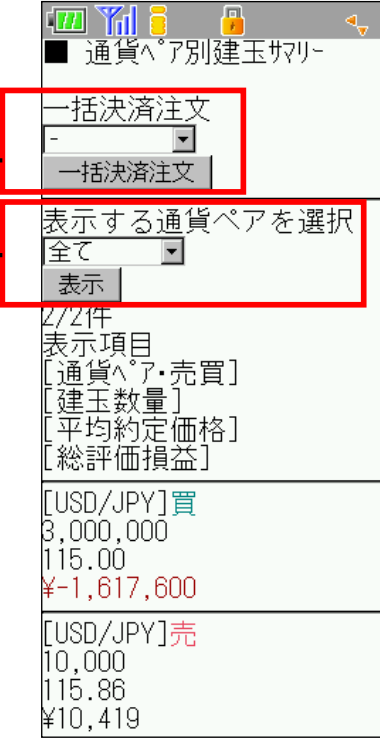 ■ 通貨ﾍﾟｱ別建玉ｻﾏﾘｰ
一括決済注文
-
一括決済注文
表示する通貨ペアを選択
全て
表示
2/2件
表示項目
[通貨ﾍﾟｱ･売買]
[建玉数量]
[平均約定価格]
[総評価損益]
[USD/JPY]買
3,000,000
115.00
¥-1,617,600
[USD/JPY]売
10,000
115.86
¥10,419